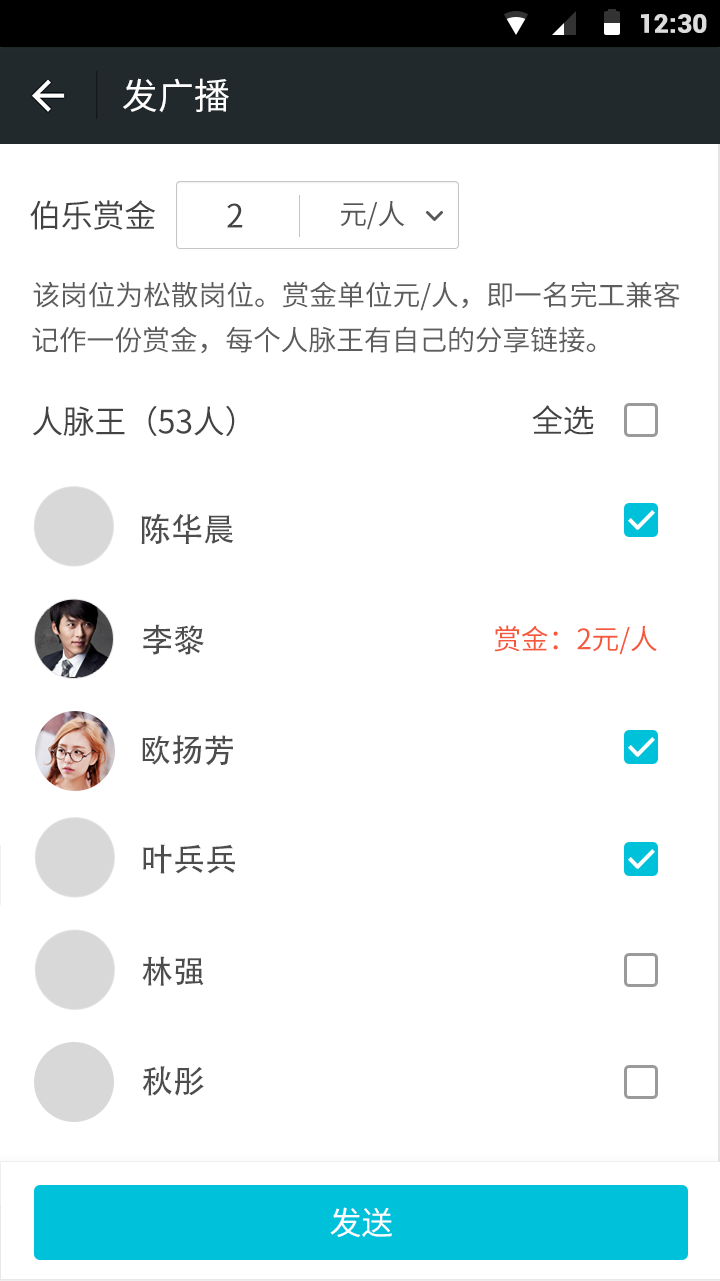 12:30
发广播
伯乐赏金 2 元/人
该岗位为松散岗位。赏金单位元/人，即一名完工兼客
记作一份赏金，每个人脉王有自己的分享链接。
人脉王（53人） 全选
陈华晨
李黎 赏金：2元/人
欧扬芳
叶兵兵
林强
秋彤
发送